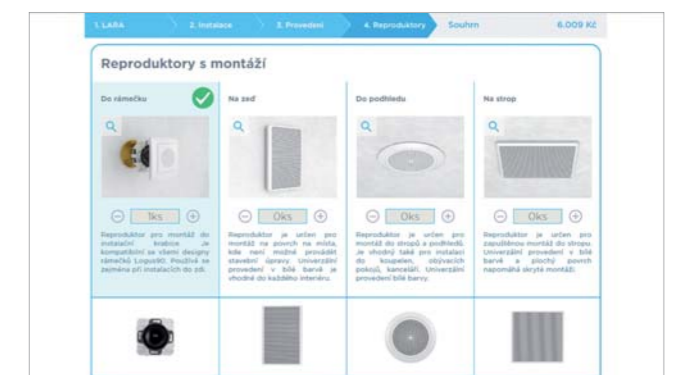 1. LARA
2. Instalace
3. Provedení
4. Reproduktory
Souhrn
6.009 Kč
Reproduktory s montáží
Do rámečku
Na zeď
Do podhledu
Na strop
1ks
0ks
0ks
0ks
Reproduktor pro montáž do
instalační krabice. Je
kompatibilní se všemi designy
rámečků Logus90. Používá se
zejména při instalacích do zdi.
Reproduktor je určen pro
montáž na povrch na místa,
kde není možné provádět
stavební úpravy. Univerzální
provedení v bílé barvě je
vhodné do každého interiéru.
Reproduktor je určen pro
montáž do stropů a podhledů.
Je vhodný také pro instalaci
do koupelen, obývacích
pokojů, kanceláří. Univerzální
provedení bílé barvy.
Reproduktor je určen pro
zapuštěnou montáž do stropu.
Univerzální provedení v bílé
barvě a plochý povrch
napomáhá skryté montáži.